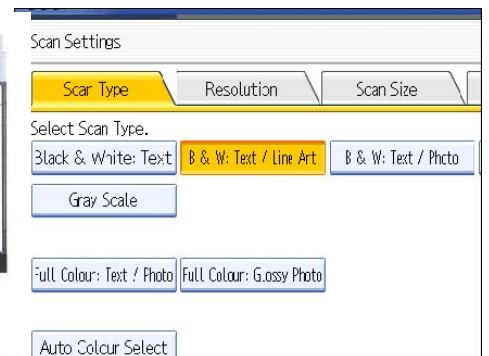 Scan Settings
Scan Type
Resolution
Scan Size
Select Scan Type.
Black & White: Text
B & W: Text / Line Art
B & W: Text / Photo
Gray Scale
Full Colour: Text / Photo
Full Colour: Glossy Photo
Auto Colour Select